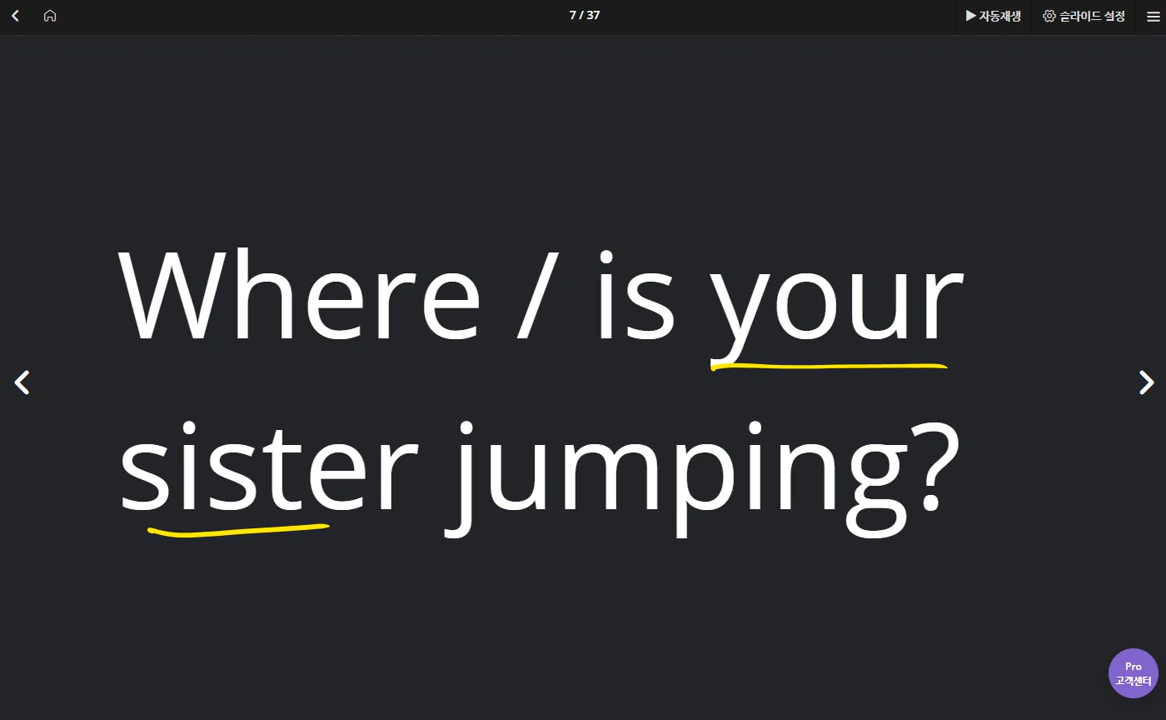 7 / 37
▶ 자동재생
슬라이드 설정
Where / is your
sister jumping?
Pro
고객센터